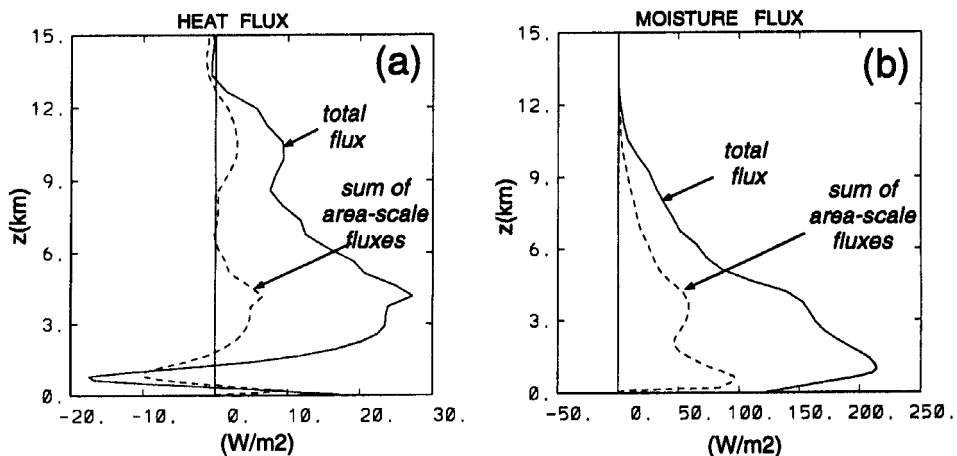 HEAT FLUX
15.
12.
9.
6.
3.
0.
z(km)
(a)
total
flux
sum of
area-scale
fluxes
-20. -10. 0. 10. 20. 30.
(W/m2)
MOISTURE FLUX
15.
12.
9.
6.
3.
0.
z(km)
(b)
total
flux
sum of
area-scale
fluxes
-50. 0. 50. 100. 150. 200. 250.
(W/m2)